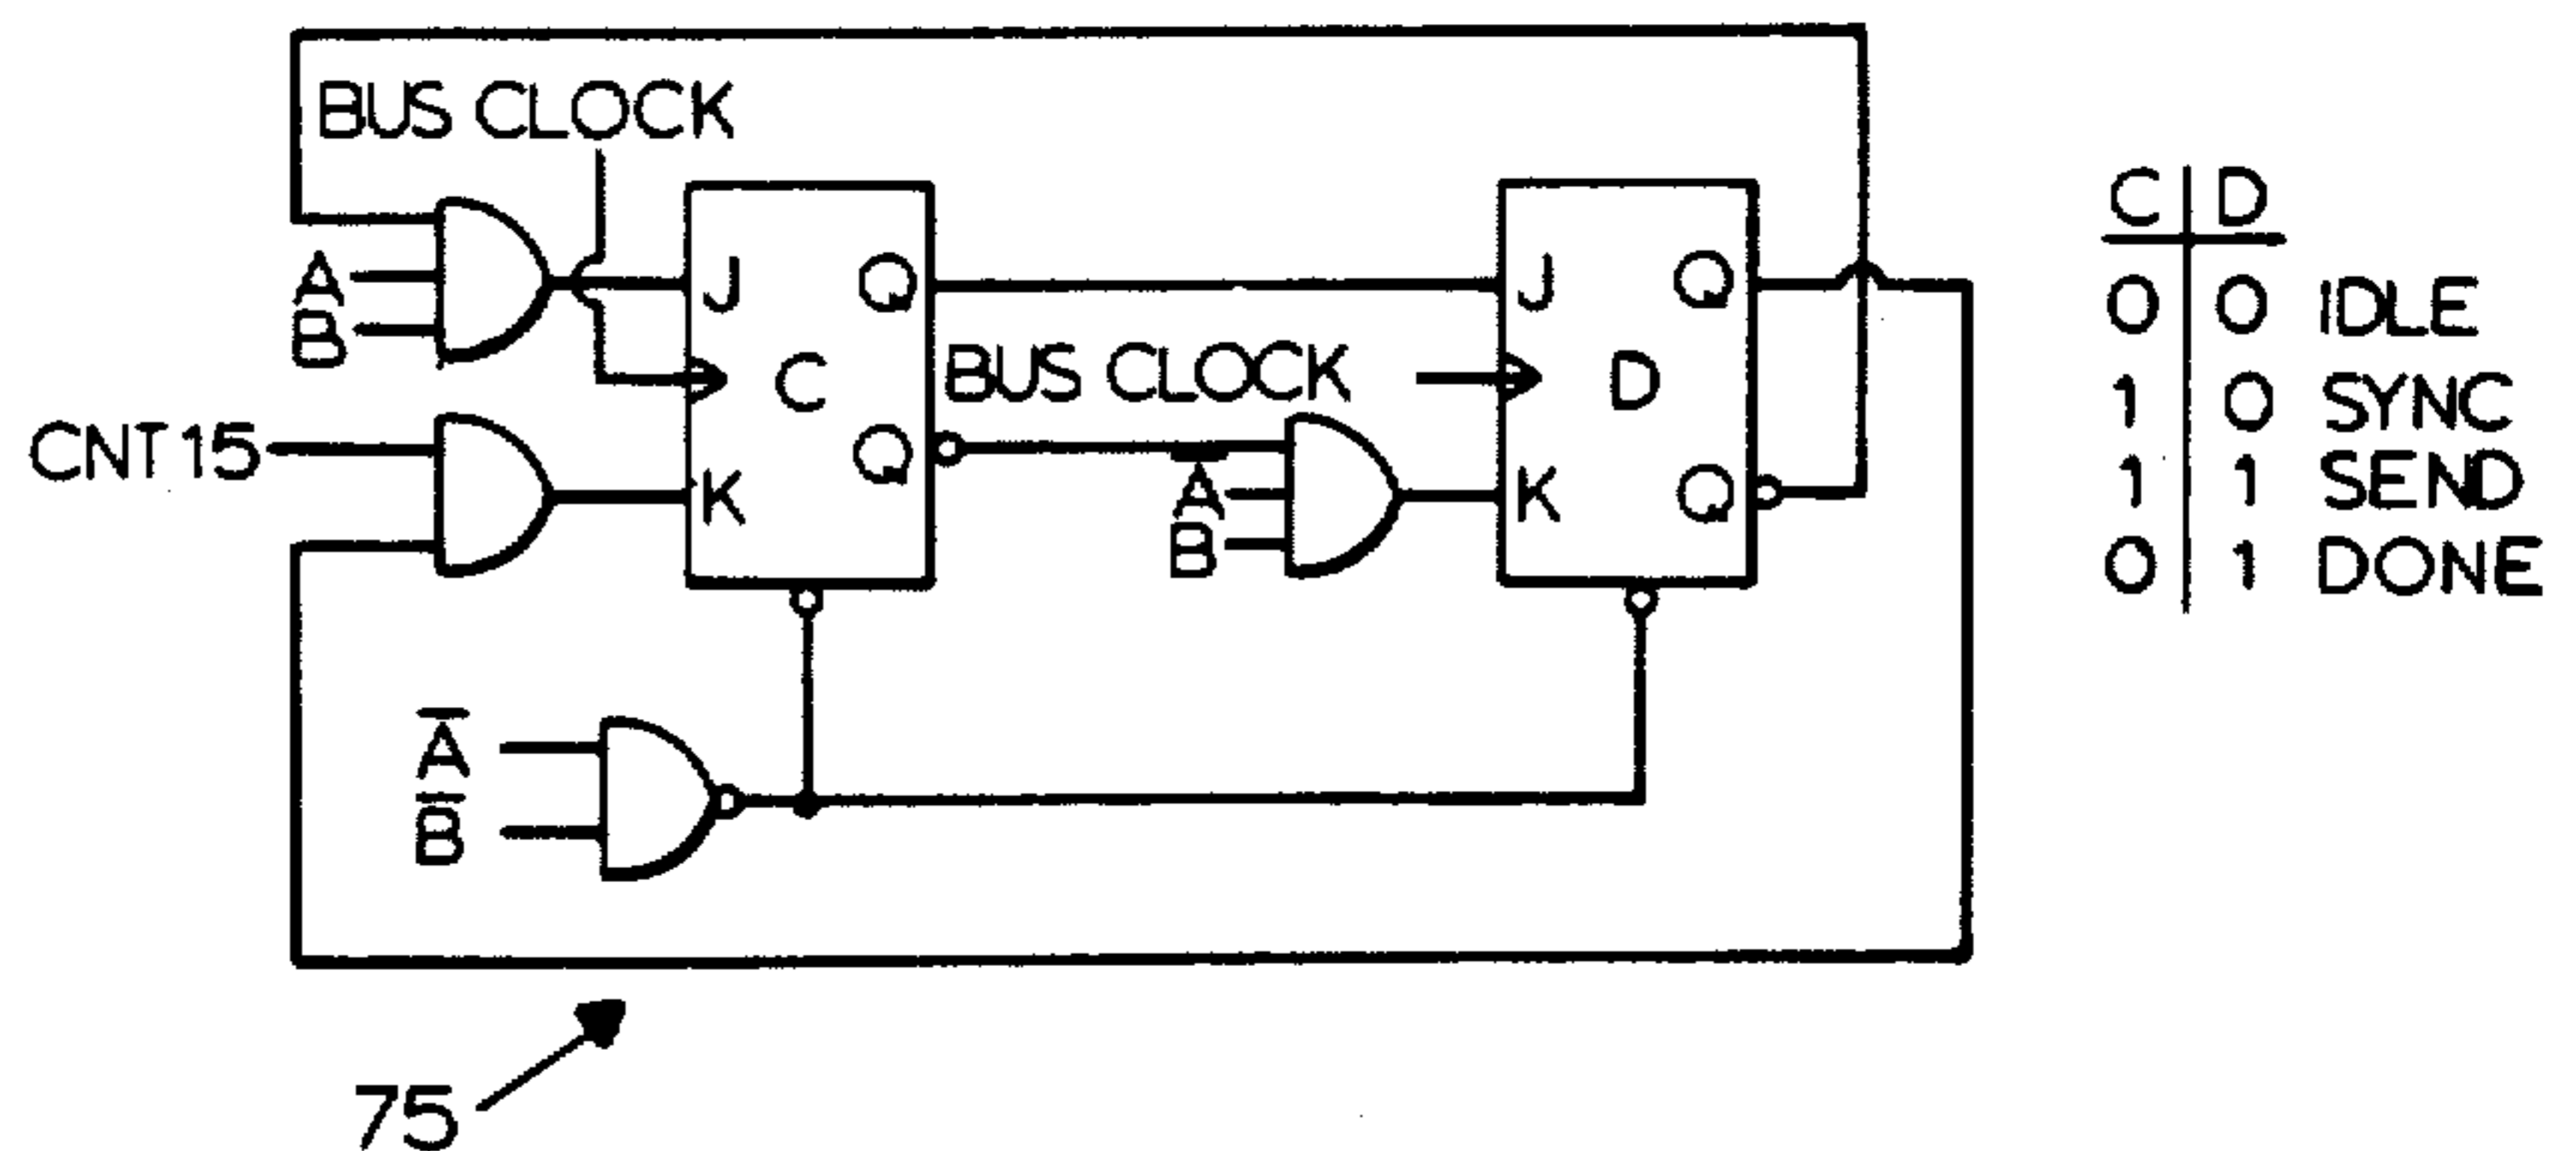 BUS CLOCK
A
B
CNT 15
J
Q
C
Q
K
BUS CLOCK
A̅
B
J
Q
D
Q
K
A̅
B̅
75
C D
0 0 IDLE
1 0 SYNC
1 1 SEND
0 1 DONE